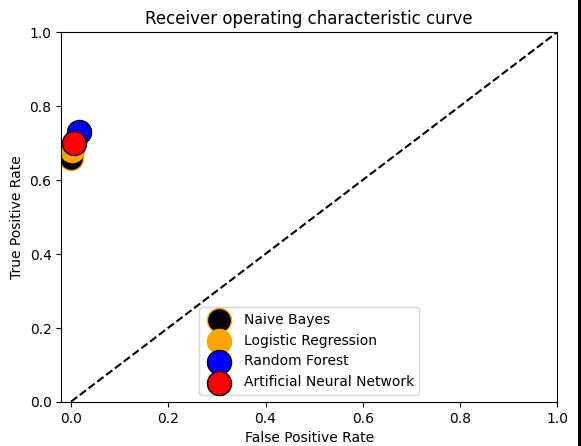 Receiver operating characteristic curve
True Positive Rate
1.0
0.8
0.6
0.4
0.2
0.0
Naive Bayes
Logistic Regression
Random Forest
Artificial Neural Network
0.0 0.2 0.4 0.6 0.8 1.0
False Positive Rate